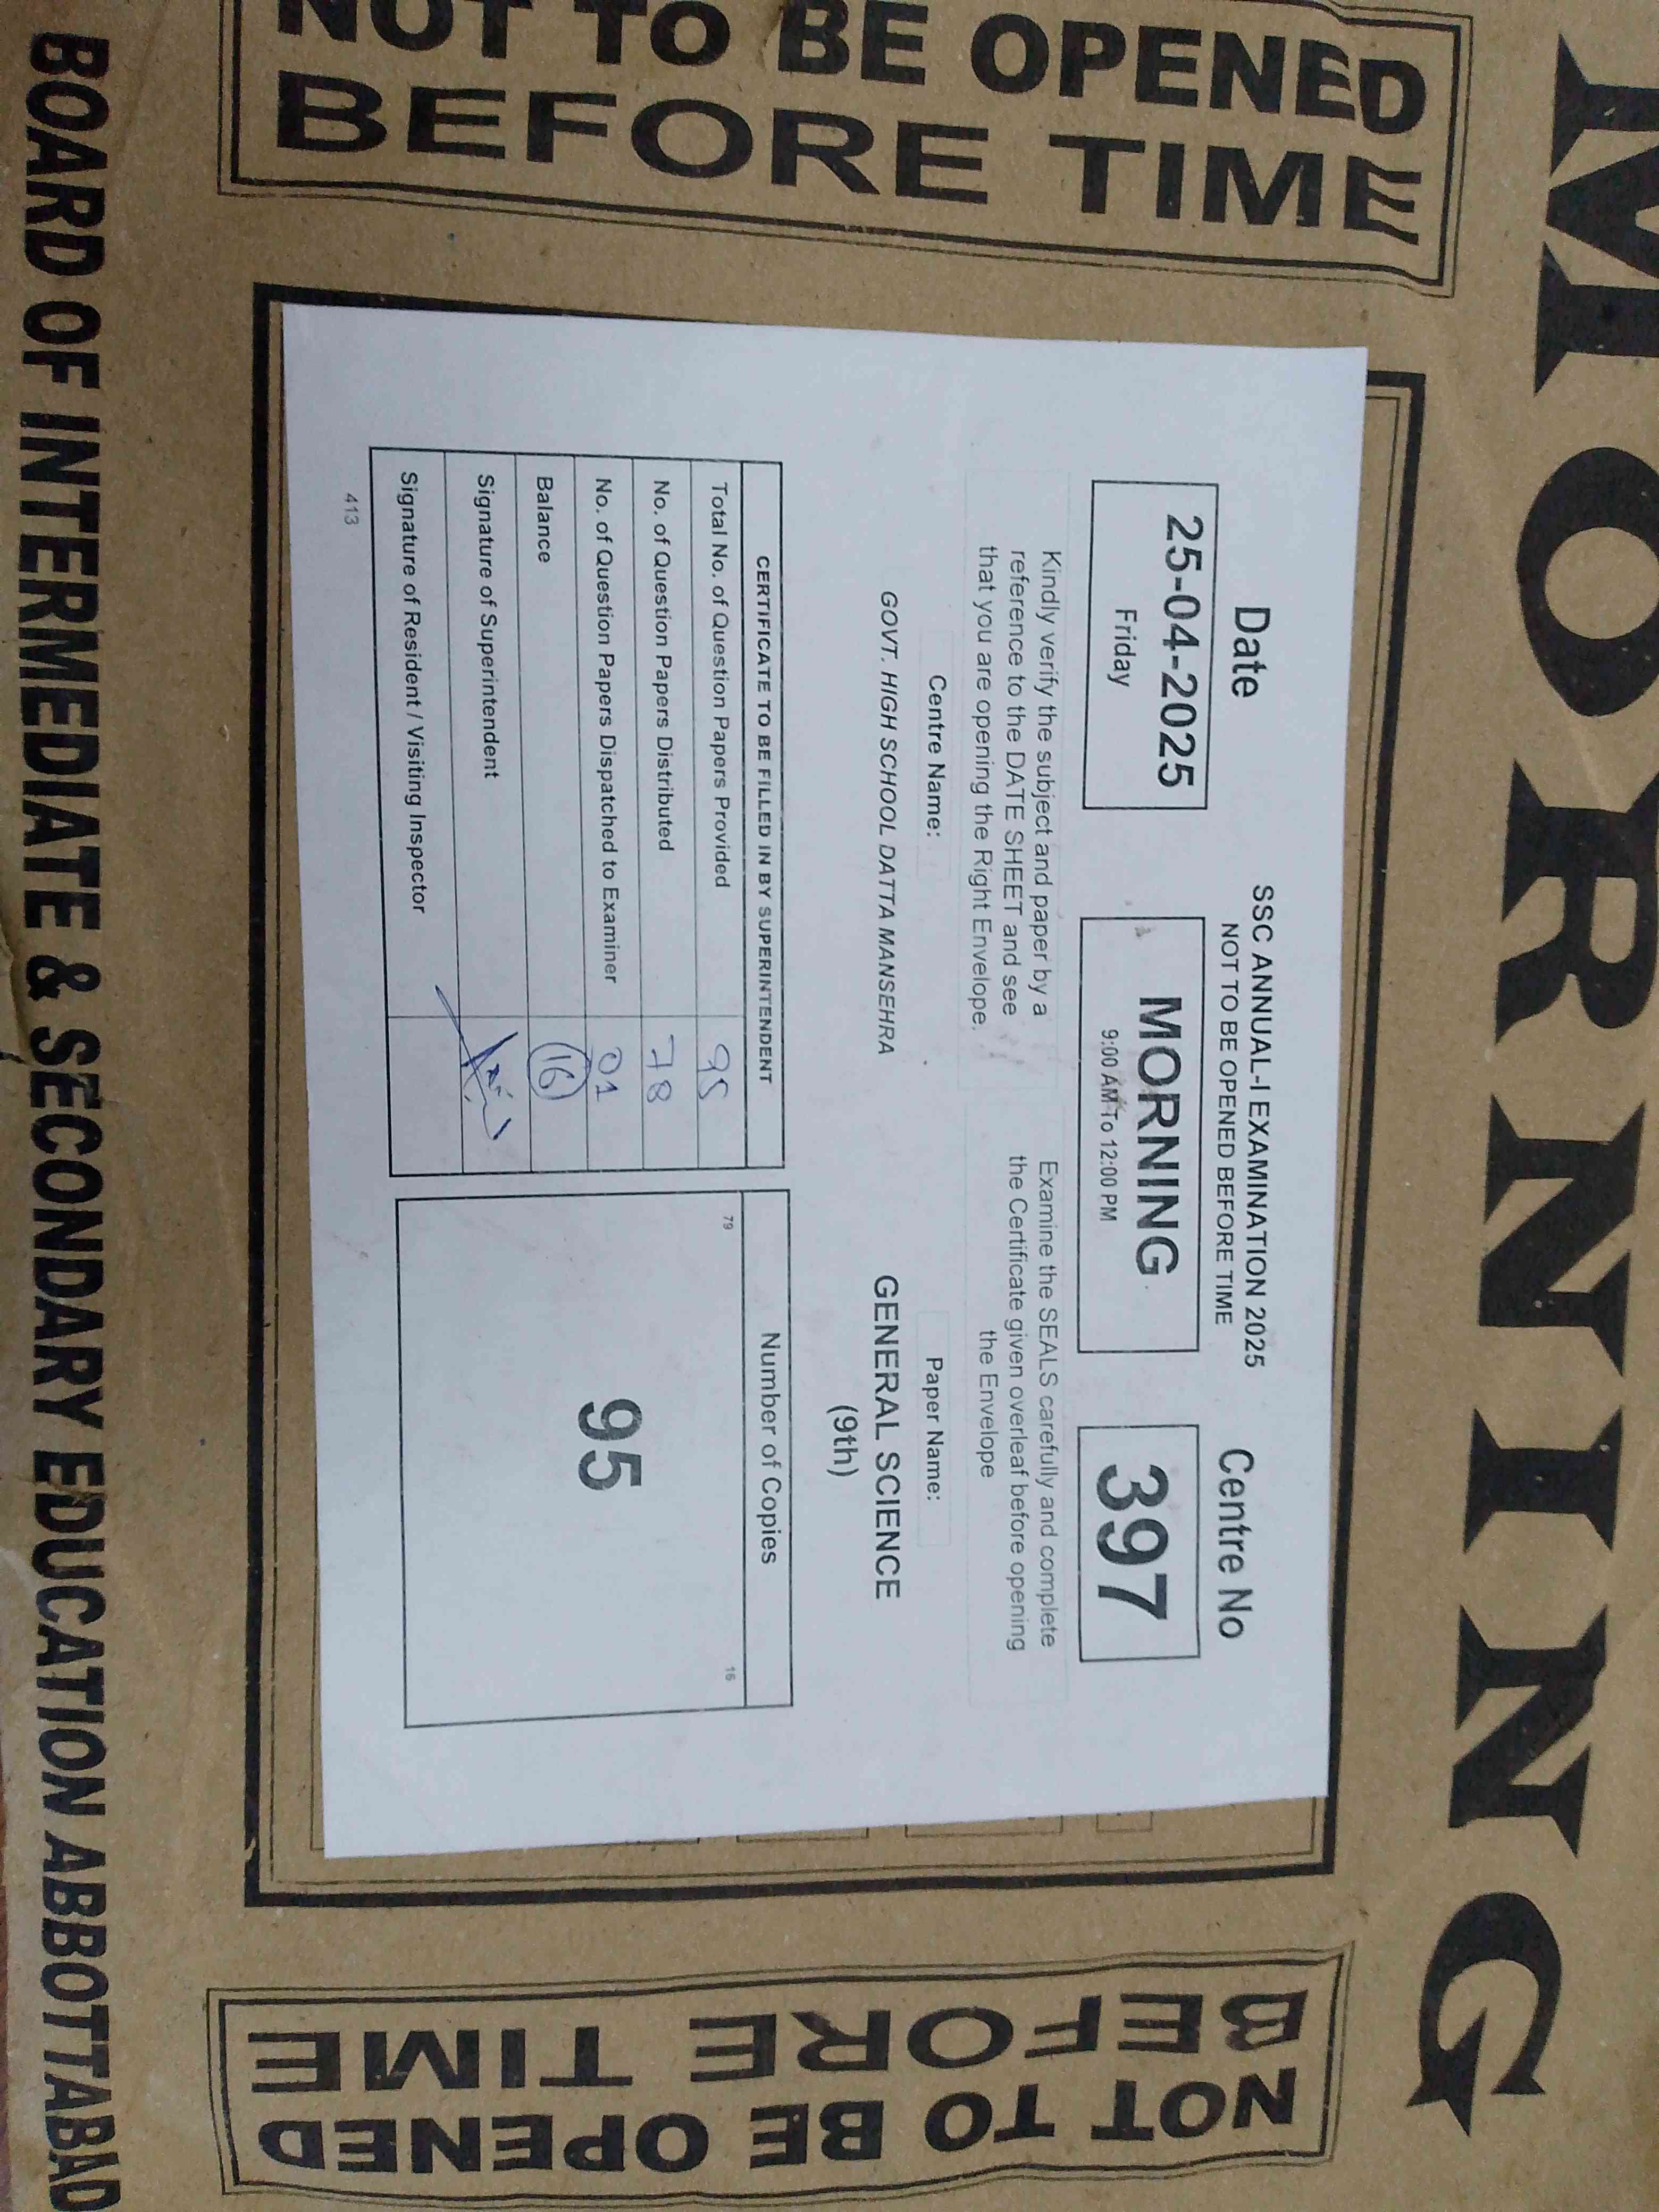 MORNING
NOT TO BE OPENED
BEFORE TIME
Date
25-04-2025
Friday
SSC ANNUAL-I EXAMINATION 2025
NOT TO BE OPENED BEFORE TIME
MORNING
9:00 AM To 12:00 PM
Centre No
397
Kindly verify the subject and paper by a
reference to the DATE SHEET and see
that you are opening the Right Envelope.
Examine the SEALS carefully and complete
the Certificate given overleaf before opening
the Envelope
Centre Name:
GOVT. HIGH SCHOOL DATTA MANSEHRA
Paper Name:
GENERAL SCIENCE
(9th)
CERTIFICATE TO BE FILLED IN BY SUPERINTENDENT
Total No. of Question Papers Provided 95
No. of Question Papers Distributed 78
No. of Question Papers Dispatched to Examiner 01
Balance 16
Signature of Superintendent
Signature of Resident / Visiting Inspector
413
Number of Copies
79 16
95
NOT TO BE OPENED
BEFORE TIME
BOARD OF INTERMEDIATE & SECONDARY EDUCATION ABBOTTABAD